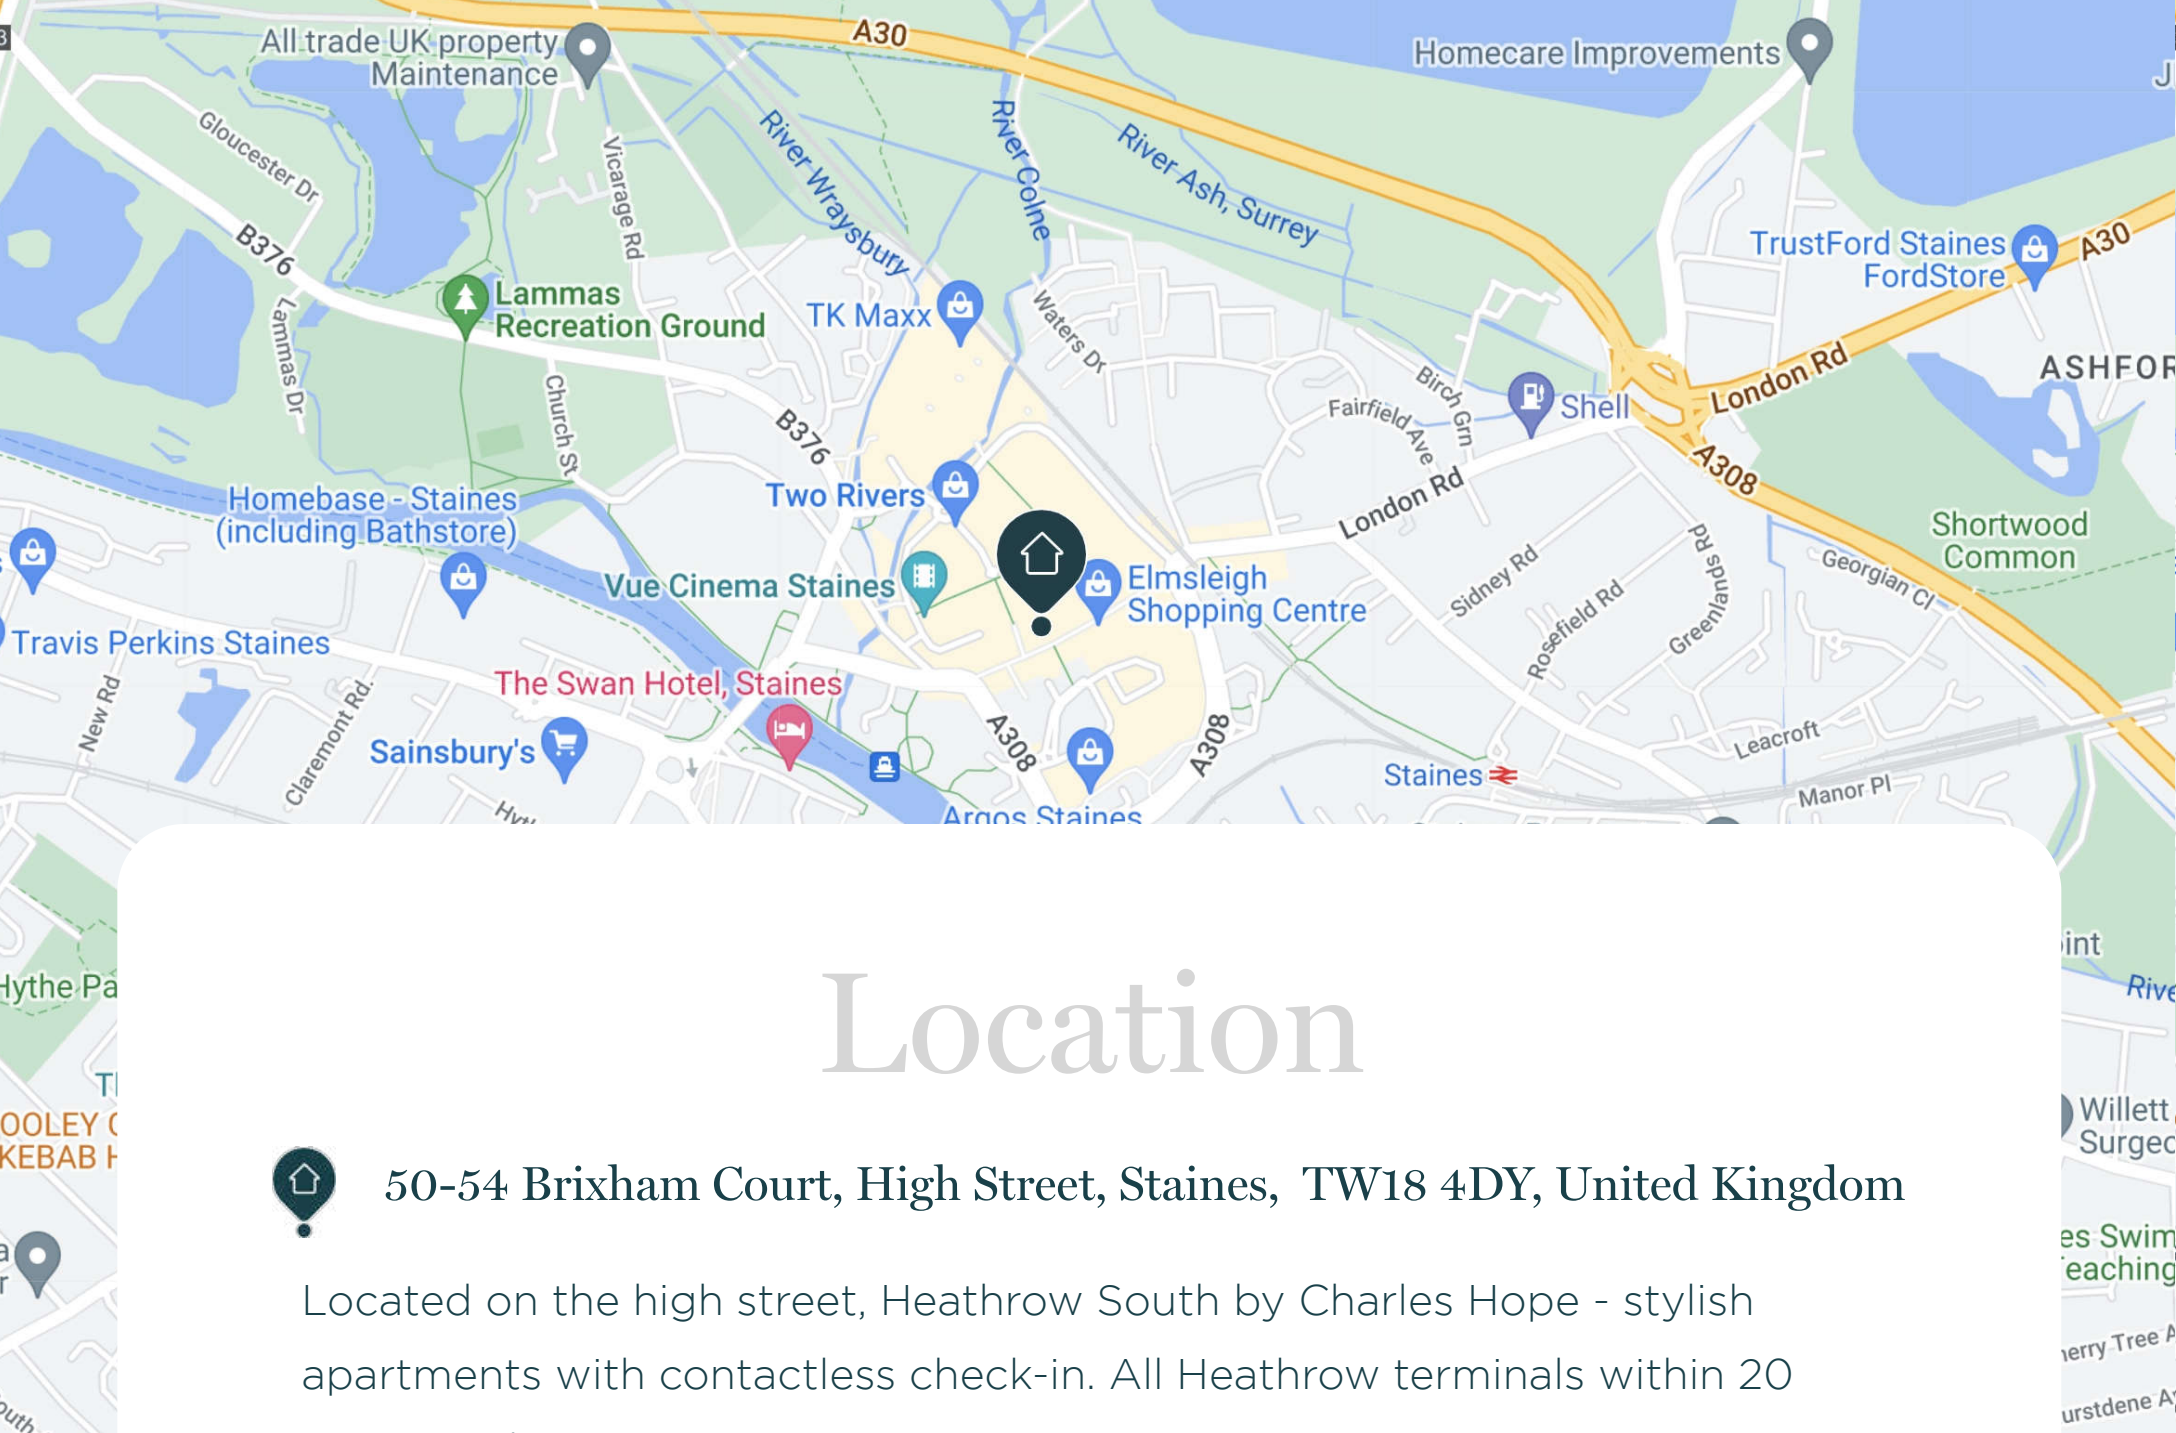 A30
All trade UK property
Maintenance
Homecare Improvements
Gloucester Dr
Vicarage Rd
River Wraysbury
River Colne
River Ash, Surrey
B376
TrustFord Staines
FordStore
A30
Lammas
Recreation Ground
TK Maxx
Waters Dr
Lammas Dr
Church St
B376
Birch Grn
Fairfield Ave
Shell
London Rd
A308
London Rd
Homebase - Staines
(including Bathstore)
Two Rivers
Shortwood
Common
Vue Cinema Staines
Elmsleigh
Shopping Centre
Sidney Rd
Rosefield Rd
Greenlands Rd
Georgian Cl
Travis Perkins Staines
The Swan Hotel, Staines
New Rd
Claremont Rd.
Sainsbury's
A308
A308
Staines
Leacroft
Manor Pl
Argos Staines
Location
50-54 Brixham Court, High Street, Staines, TW18 4DY, United Kingdom
Located on the high street, Heathrow South by Charles Hope - stylish
apartments with contactless check-in. All Heathrow terminals within 20
Willett